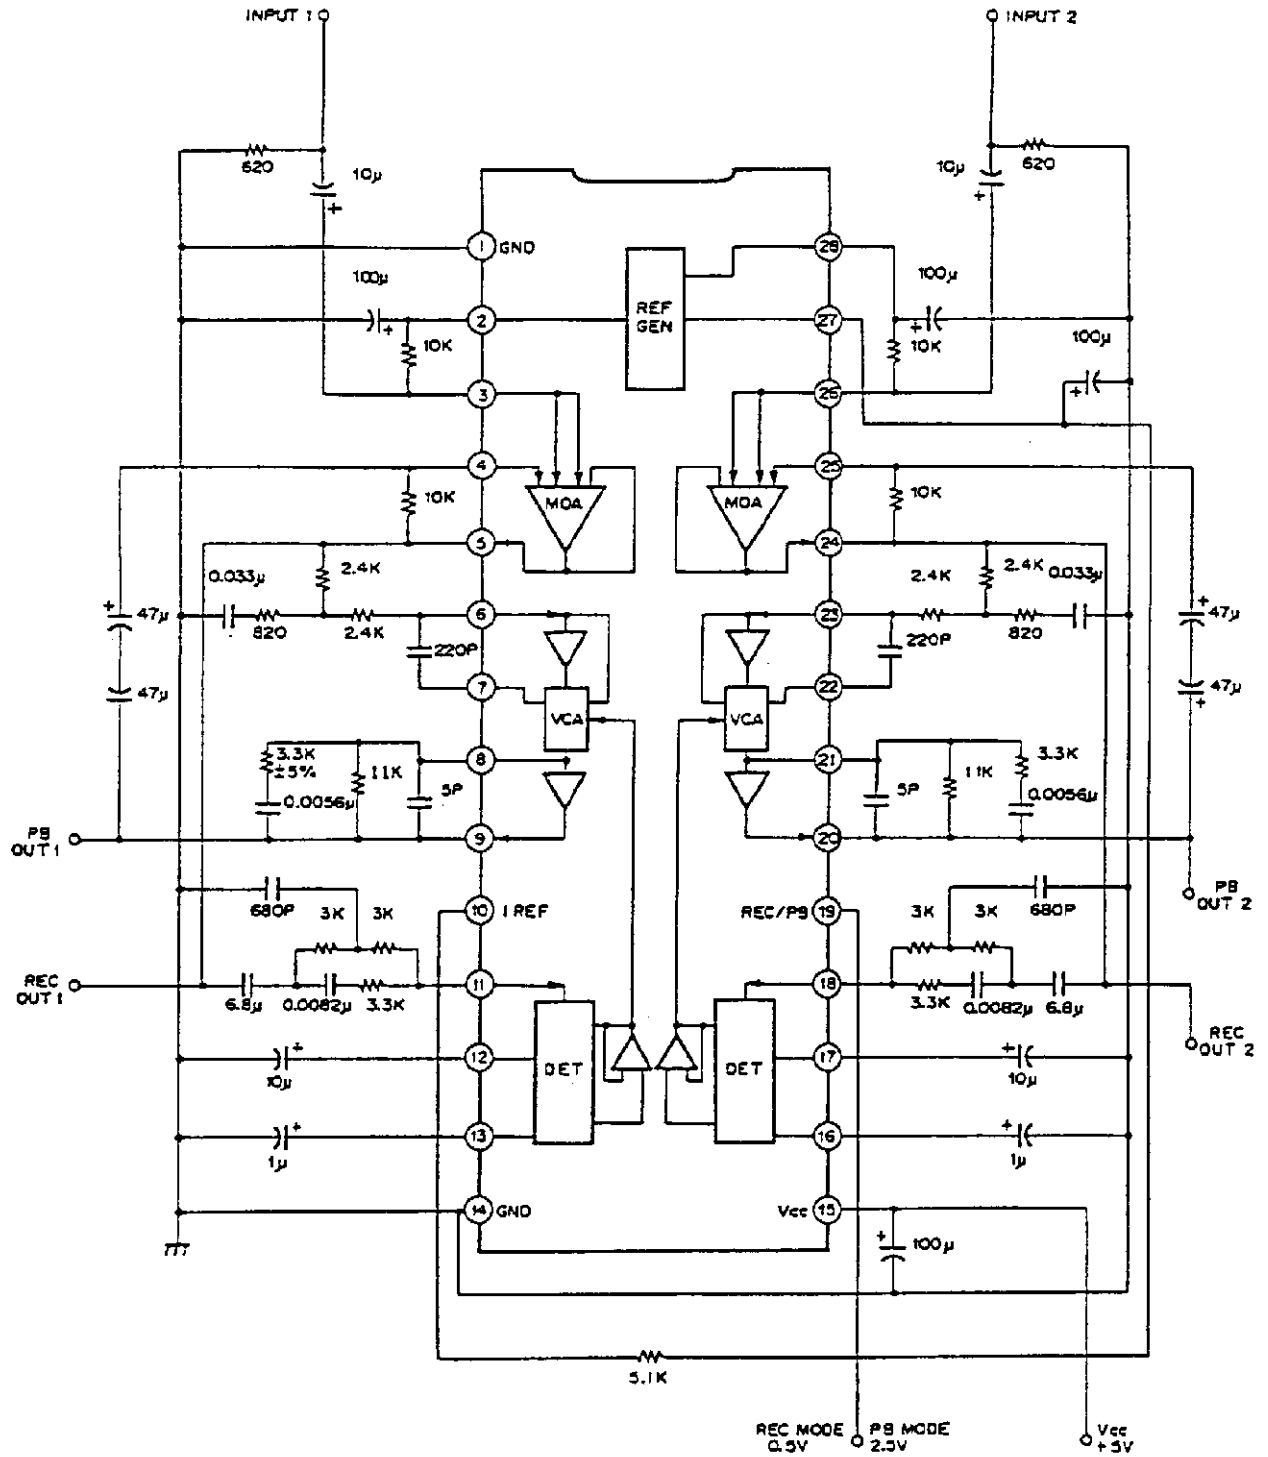 INPUT 1
INPUT 2
620
10μ
+
10μ
+
620
1
GND
28
100μ
+
2
REF
GEN
27
100μ
+
10K
10K
100μ
+
3
26
4
25
10K
MOA
MOA
10K
5
24
0.033μ
2.4K
2.4K
2.4K
0.033μ
+
47μ
820
2.4K
6
23
820
+
47μ
220P
220P
47μ
7
VCA
VCA
22
47μ
+
3.3K
±5%
11K
8
21
11K
3.3K
0.0056μ
5P
5P
0.0056μ
PB
OUT 1
9
20
680P
PB
OUT 2
680P
3K
3K
10
I REF
REC/PB
19
3K
3K
REC
OUT 1
6.8μ
0.0082μ
3.3K
11
18
3.3K
0.0082μ
6.8μ
REC
OUT 2
+
10μ
12
DET
DET
17
+
10μ
+
1μ
13
16
+
1μ
14
GND
Vcc
15
+
100μ
5.1K
REC MODE
0.5V
PB MODE
2.5V
Vcc
+5V